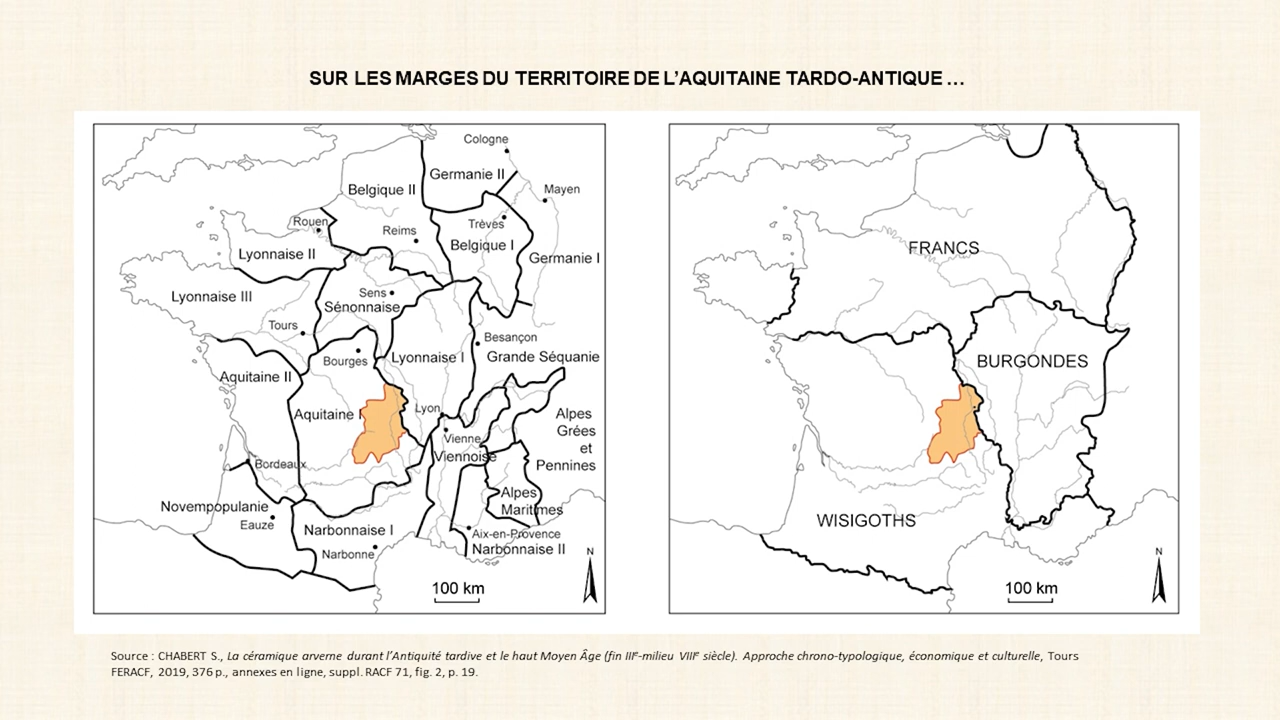 SUR LES MARGES DU TERRITOIRE DE L'AQUITAINE TARDO-ANTIQUE …
Cologne
Germanie II
Mayen
Belgique II
Rouen
Reims
Trèves
Belgique I
Lyonnaise II
Germanie I
Lyonnaise III
Sens
Sénonnaise
Tours
Besançon
Bourges
Lyonnaise I
Grande Séquanie
Aquitaine II
Aquitaine I
Lyon
Alpes
Grées
et
Pennines
Vienne
Viennoise
Bordeaux
Alpes
Maritimes
Novempopulanie
Eauze
Narbonnaise I
Aix-en-Provence
Narbonnaise II
Narbonne
N
100 km
FRANCS
BURGONDES
WISIGOTHS
N
100 km
Source : CHABERT S., La céramique arverne durant l'Antiquité tardive et le haut Moyen Âge (fin IIIe-milieu VIIIe siècle). Approche chrono-typologique, économique et culturelle, Tours
FERACF, 2019, 376 p., annexes en ligne, suppl. RACF 71, fig. 2, p. 19.